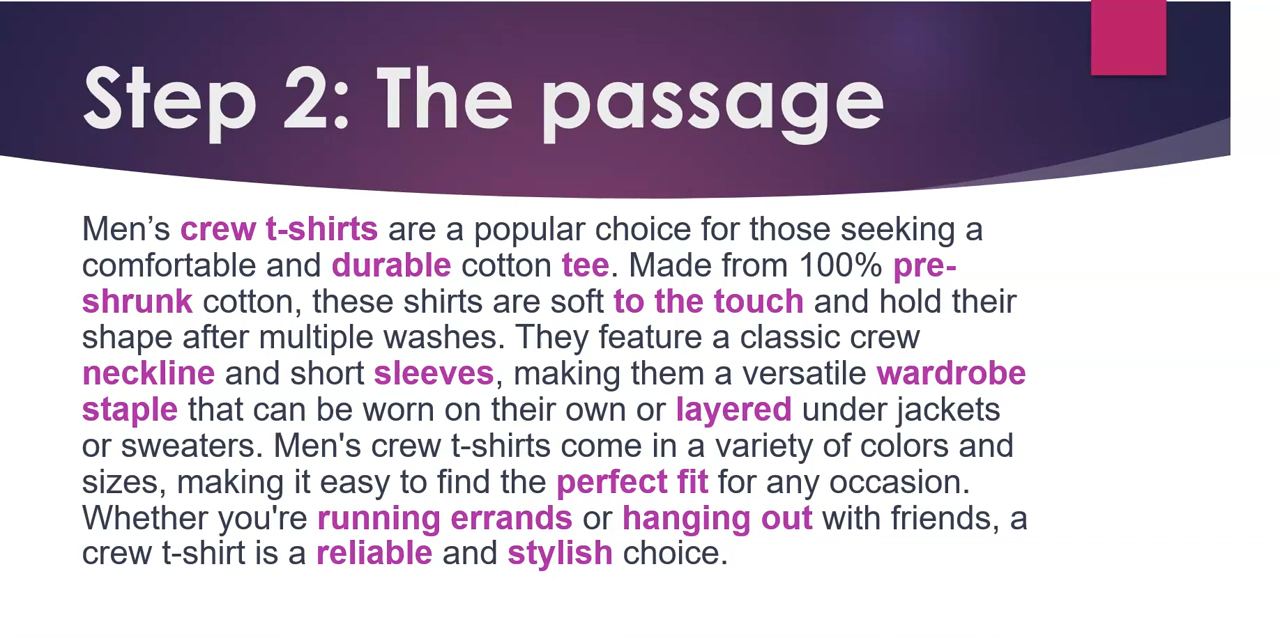 Step 2: The passage
Men’s crew t-shirts are a popular choice for those seeking a
comfortable and durable cotton tee. Made from 100% pre-
shrunk cotton, these shirts are soft to the touch and hold their
shape after multiple washes. They feature a classic crew
neckline and short sleeves, making them a versatile wardrobe
staple that can be worn on their own or layered under jackets
or sweaters. Men's crew t-shirts come in a variety of colors and
sizes, making it easy to find the perfect fit for any occasion.
Whether you're running errands or hanging out with friends, a
crew t-shirt is a reliable and stylish choice.